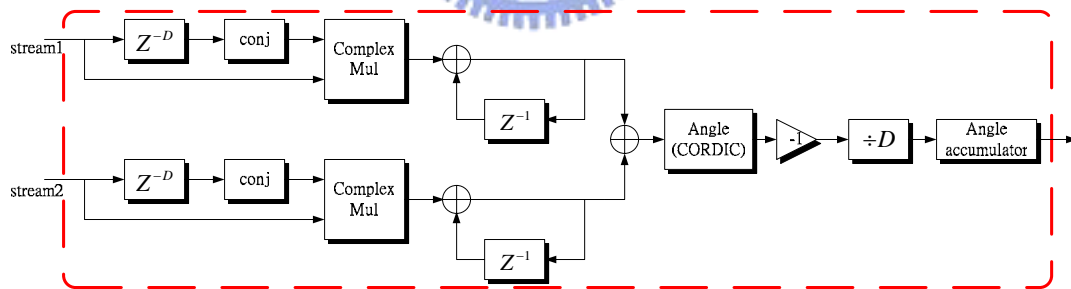 stream1
Z^{-D}
conj
Complex
Mul
Z^{-1}
Angle
(CORDIC)
-1
÷D
Angle
accumulator
stream2
Z^{-D}
conj
Complex
Mul
Z^{-1}